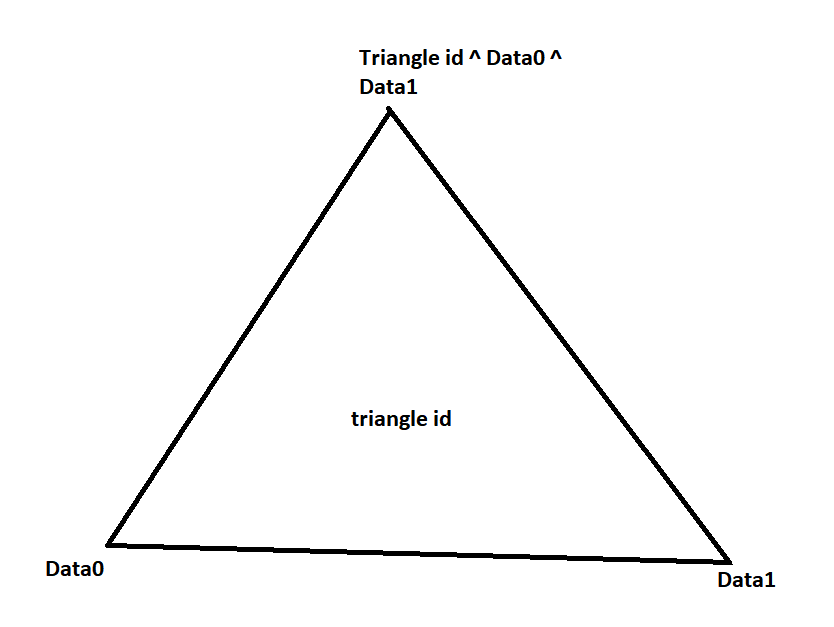 Triangle id ^ Data0 ^
Data1
triangle id
Data0
Data1